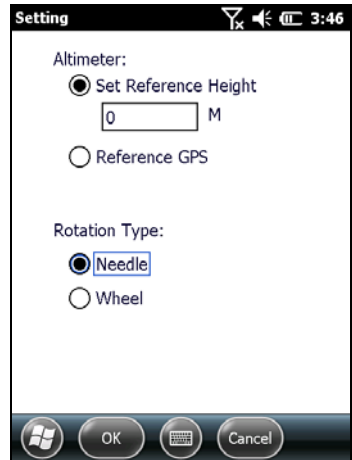 Setting 3:46
Altimeter:
Set Reference Height
0 M
Reference GPS
Rotation Type:
Needle
Wheel
OK Cancel